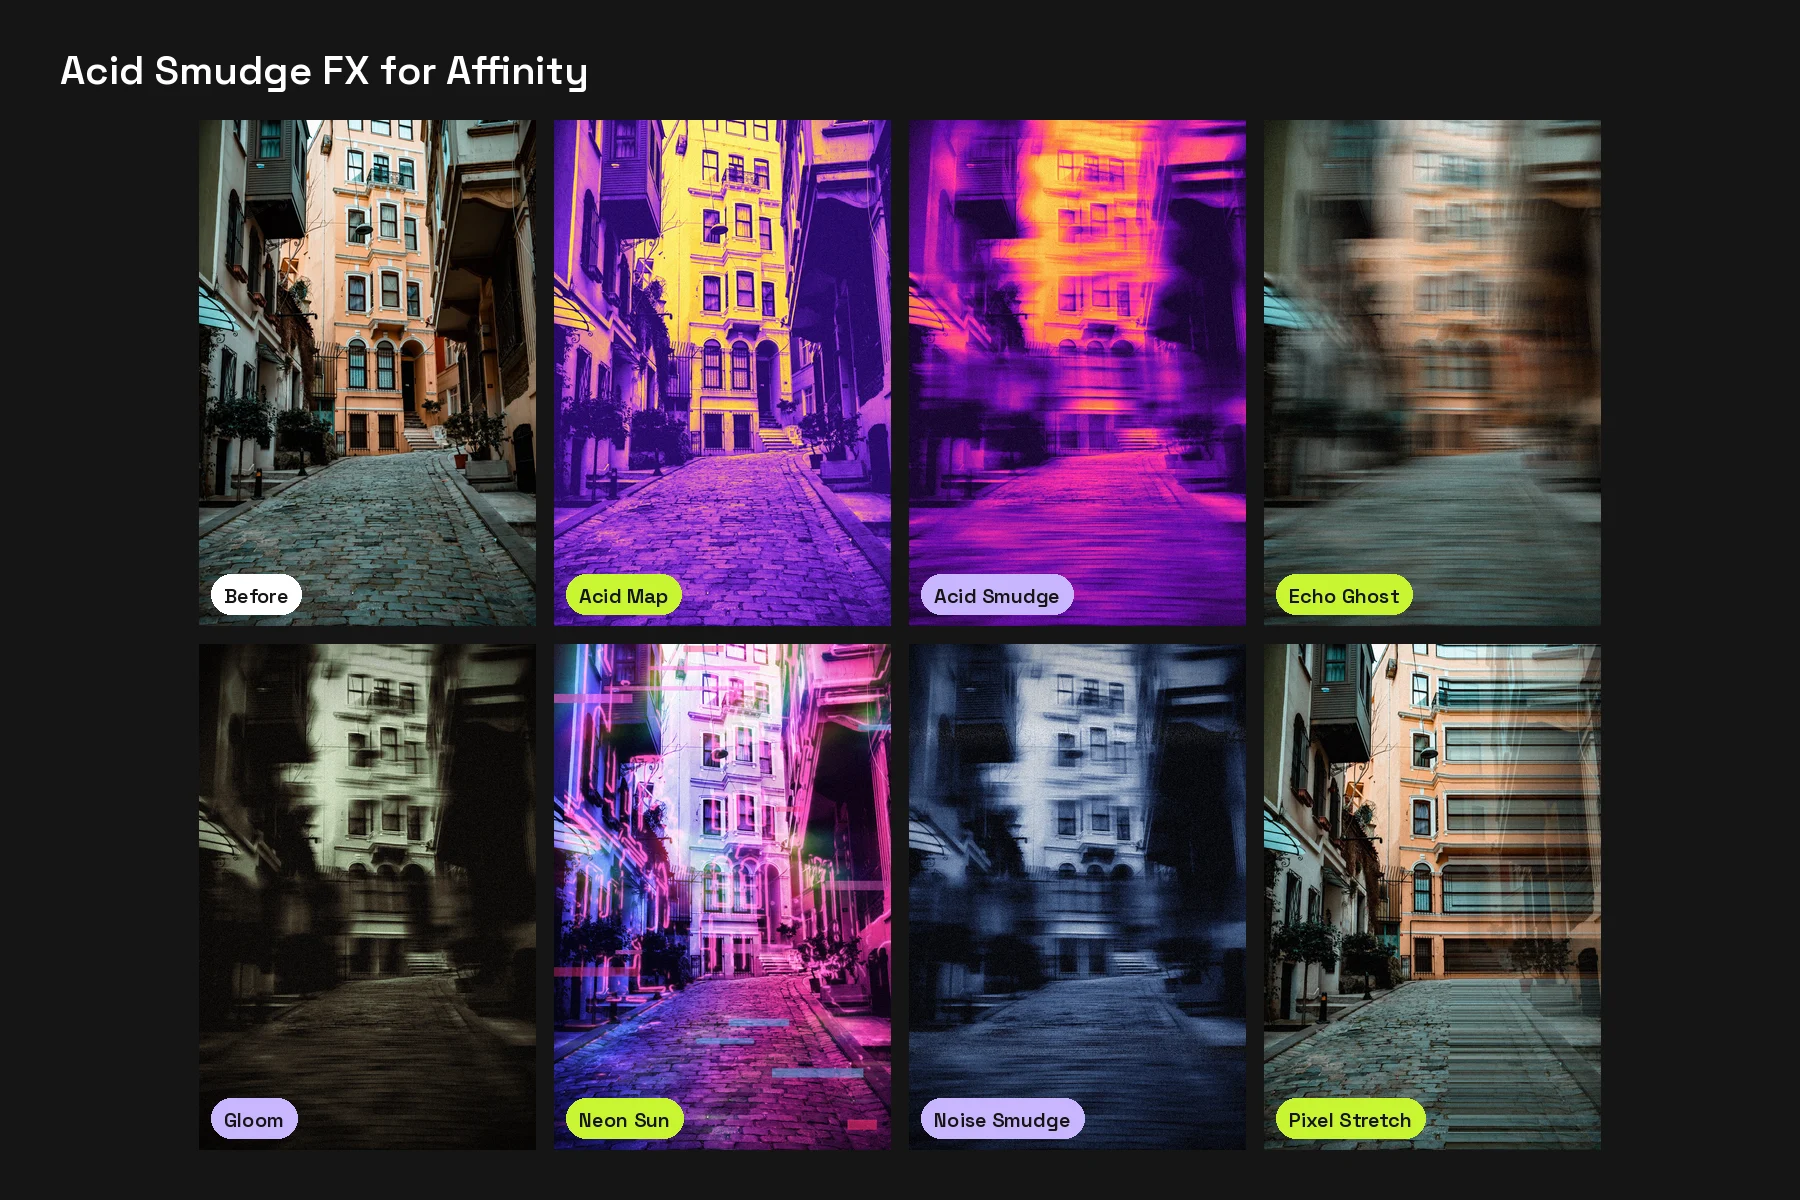 Acid Smudge FX for Affinity
Before
Acid Map
Acid Smudge
Echo Ghost
Gloom
Neon Sun
Noise Smudge
Pixel Stretch